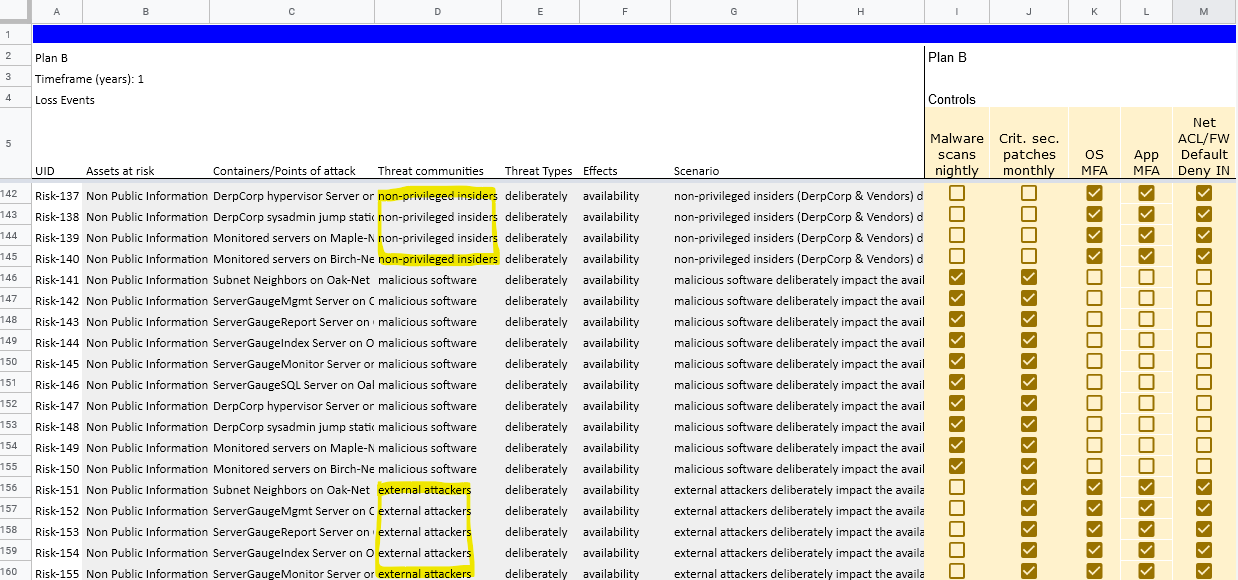 A B C D E F G H I J K L M
1
2 Plan B Plan B
3 Timeframe (years): 1
4 Loss Events Controls
5 UID Assets at risk Containers/Points of attack Threat communities Threat Types Effects Scenario Malware scans nightly Crit. sec. patches monthly OS MFA App MFA Net ACL/FW Default Deny IN
142 Risk-137 Non Public Information DerpCorp hypervisor Server on non-privileged insiders deliberately availability non-privileged insiders (DerpCorp & Vendors) d
143 Risk-138 Non Public Information DerpCorp sysadmin jump static non-privileged insiders deliberately availability non-privileged insiders (DerpCorp & Vendors) d
144 Risk-139 Non Public Information Monitored servers on Maple-N non-privileged insiders deliberately availability non-privileged insiders (DerpCorp & Vendors) d
145 Risk-140 Non Public Information Monitored servers on Birch-Ne non-privileged insiders deliberately availability non-privileged insiders (DerpCorp & Vendors) d
146 Risk-141 Non Public Information Subnet Neighbors on Oak-Net malicious software deliberately availability malicious software deliberately impact the avail
147 Risk-142 Non Public Information ServerGaugeMgmt Server on C malicious software deliberately availability malicious software deliberately impact the avail
148 Risk-143 Non Public Information ServerGaugeReport Server on malicious software deliberately availability malicious software deliberately impact the avail
149 Risk-144 Non Public Information ServerGaugeIndex Server on O malicious software deliberately availability malicious software deliberately impact the avail
150 Risk-145 Non Public Information ServerGaugeMonitor Server on malicious software deliberately availability malicious software deliberately impact the avail
151 Risk-146 Non Public Information ServerGaugeSQL Server on Oal malicious software deliberately availability malicious software deliberately impact the avail
152 Risk-147 Non Public Information DerpCorp hypervisor Server on malicious software deliberately availability malicious software deliberately impact the avail
153 Risk-148 Non Public Information DerpCorp sysadmin jump static malicious software deliberately availability malicious software deliberately impact the avail
154 Risk-149 Non Public Information Monitored servers on Maple-N malicious software deliberately availability malicious software deliberately impact the avail
155 Risk-150 Non Public Information Monitored servers on Birch-Ne malicious software deliberately availability malicious software deliberately impact the avail
156 Risk-151 Non Public Information Subnet Neighbors on Oak-Net external attackers deliberately availability external attackers deliberately impact the availa
157 Risk-152 Non Public Information ServerGaugeMgmt Server on C external attackers deliberately availability external attackers deliberately impact the availa
158 Risk-153 Non Public Information ServerGaugeReport Server on external attackers deliberately availability external attackers deliberately impact the availa
159 Risk-154 Non Public Information ServerGaugeIndex Server on O external attackers deliberately availability external attackers deliberately impact the availa
160 Risk-155 Non Public Information ServerGaugeMonitor Server on external attackers deliberately availability external attackers deliberately impact the availa